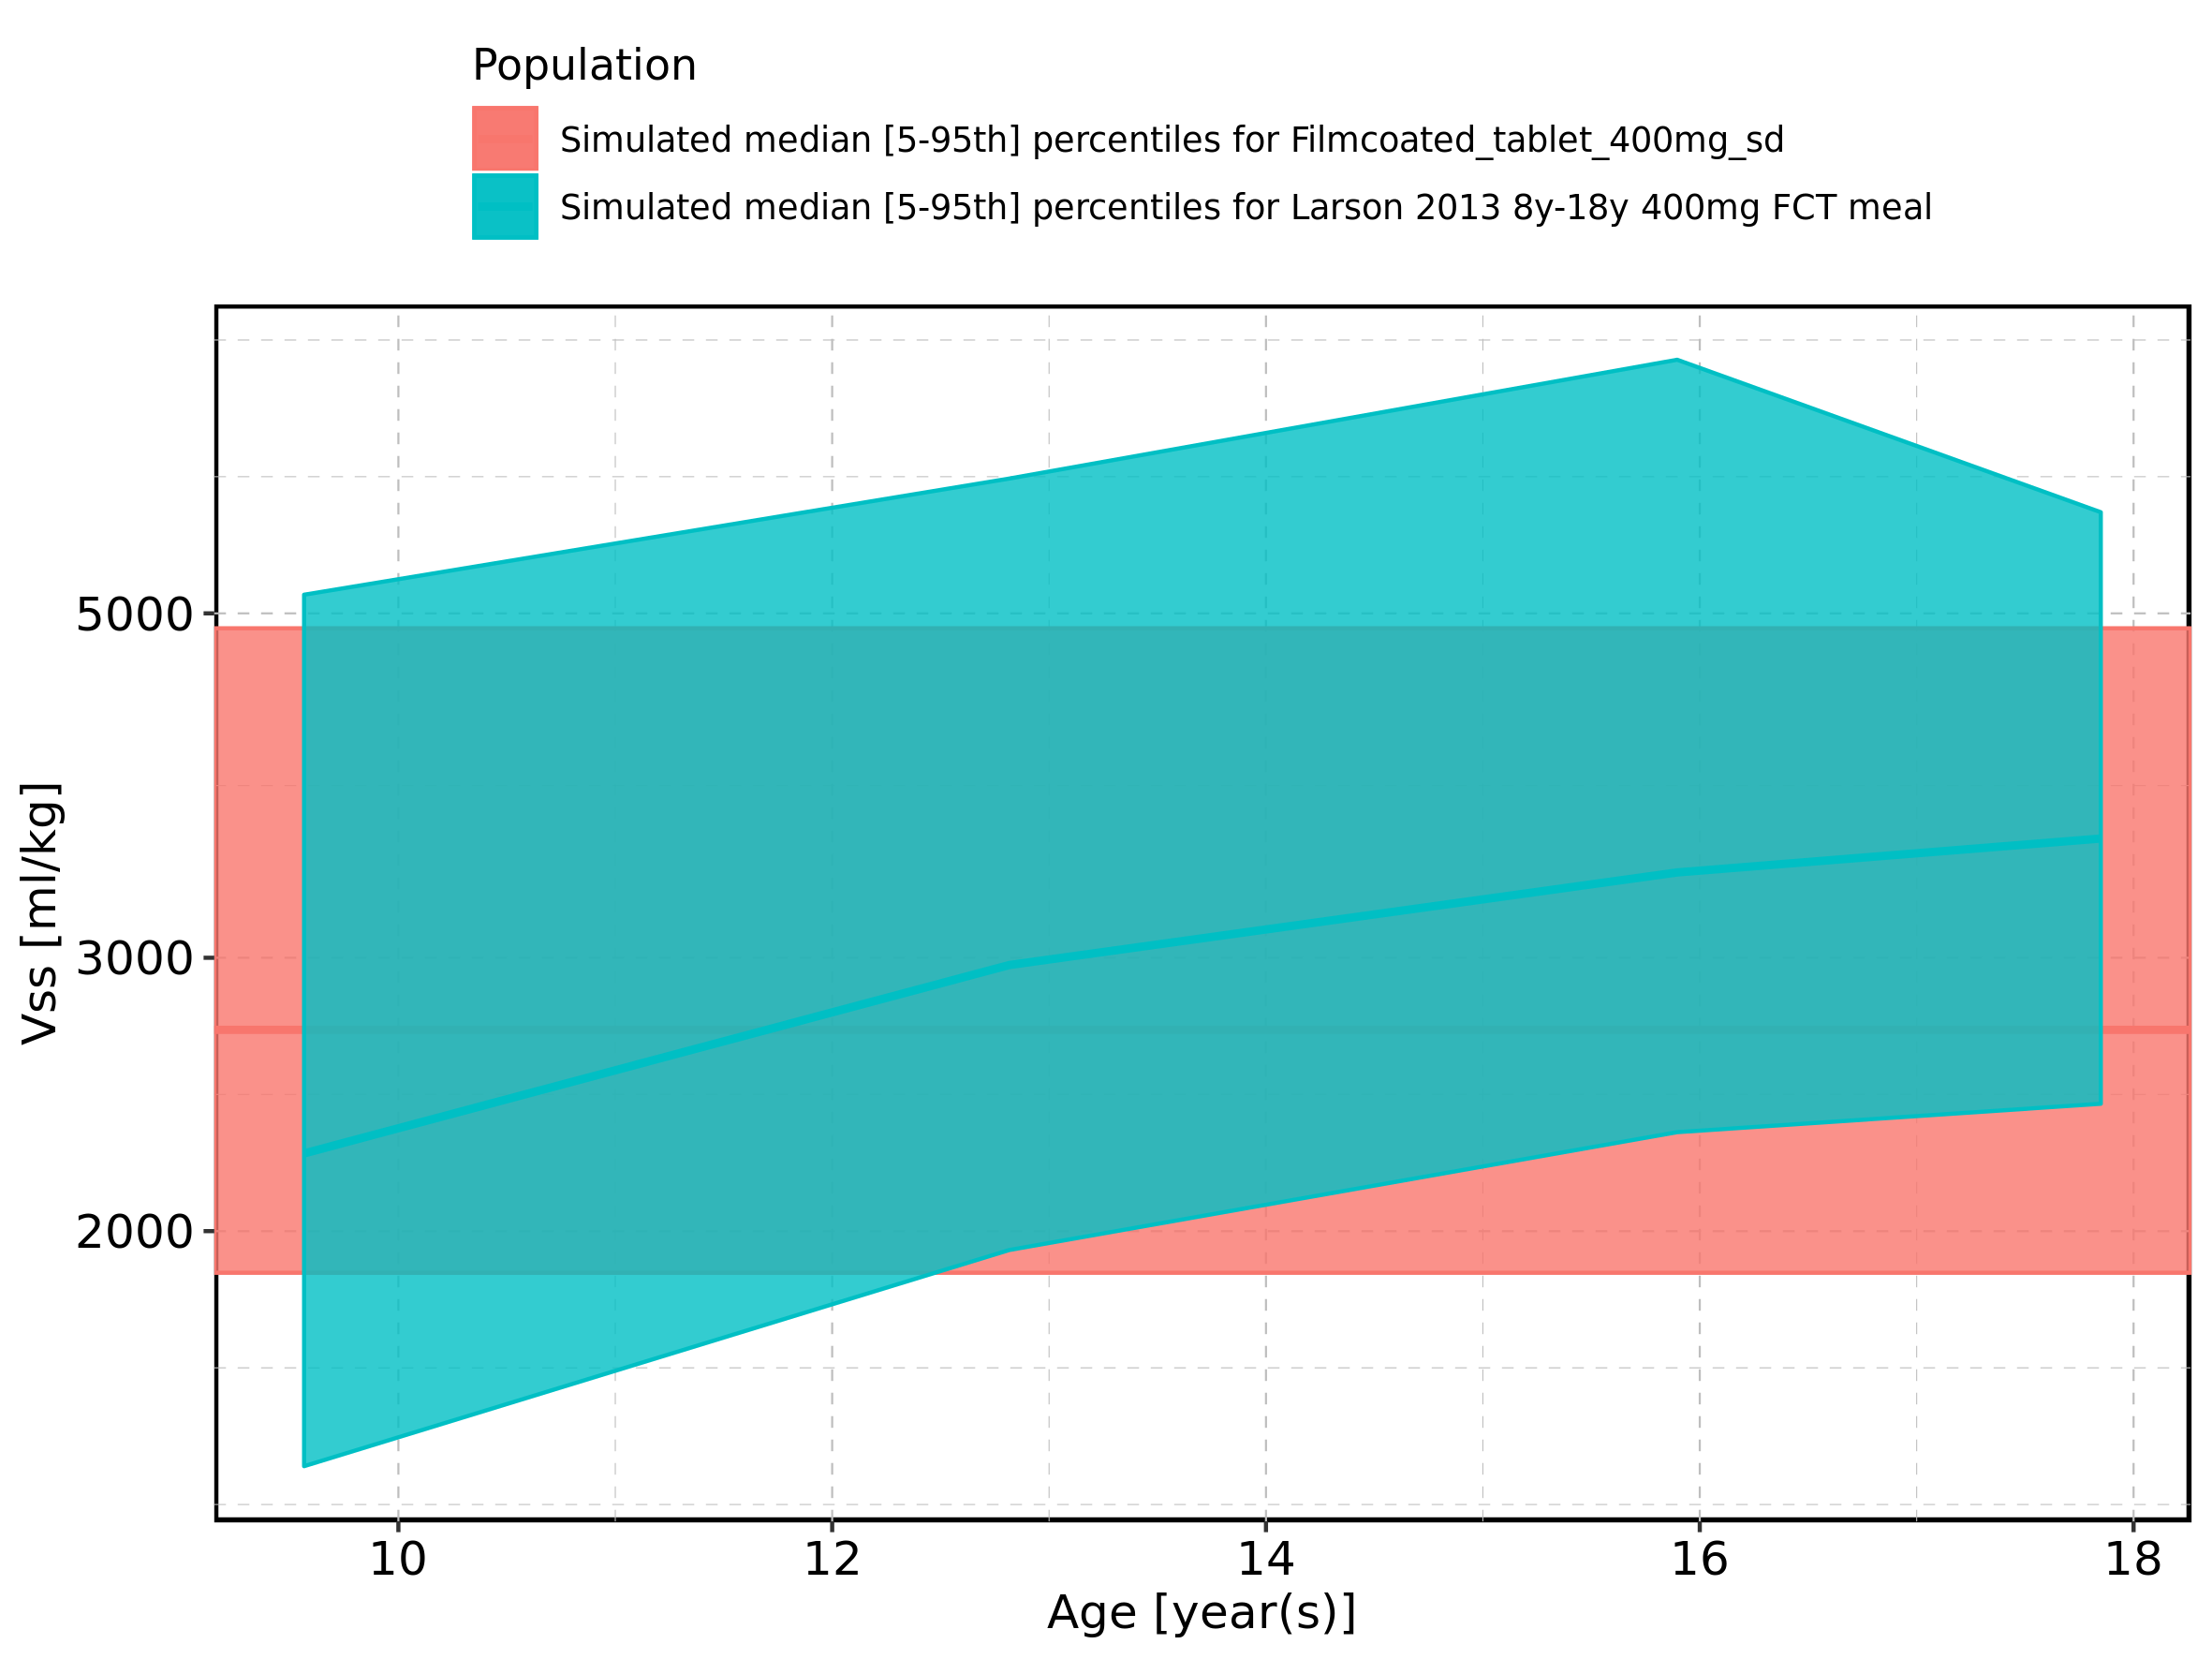 Population
Simulated median [5-95th] percentiles for Filmcoated_tablet_400mg_sd
Simulated median [5-95th] percentiles for Larson 2013 8y-18y 400mg FCT meal
5000
3000
2000
Vss [ml/kg]
10 12 14 16 18
Age [year(s)]